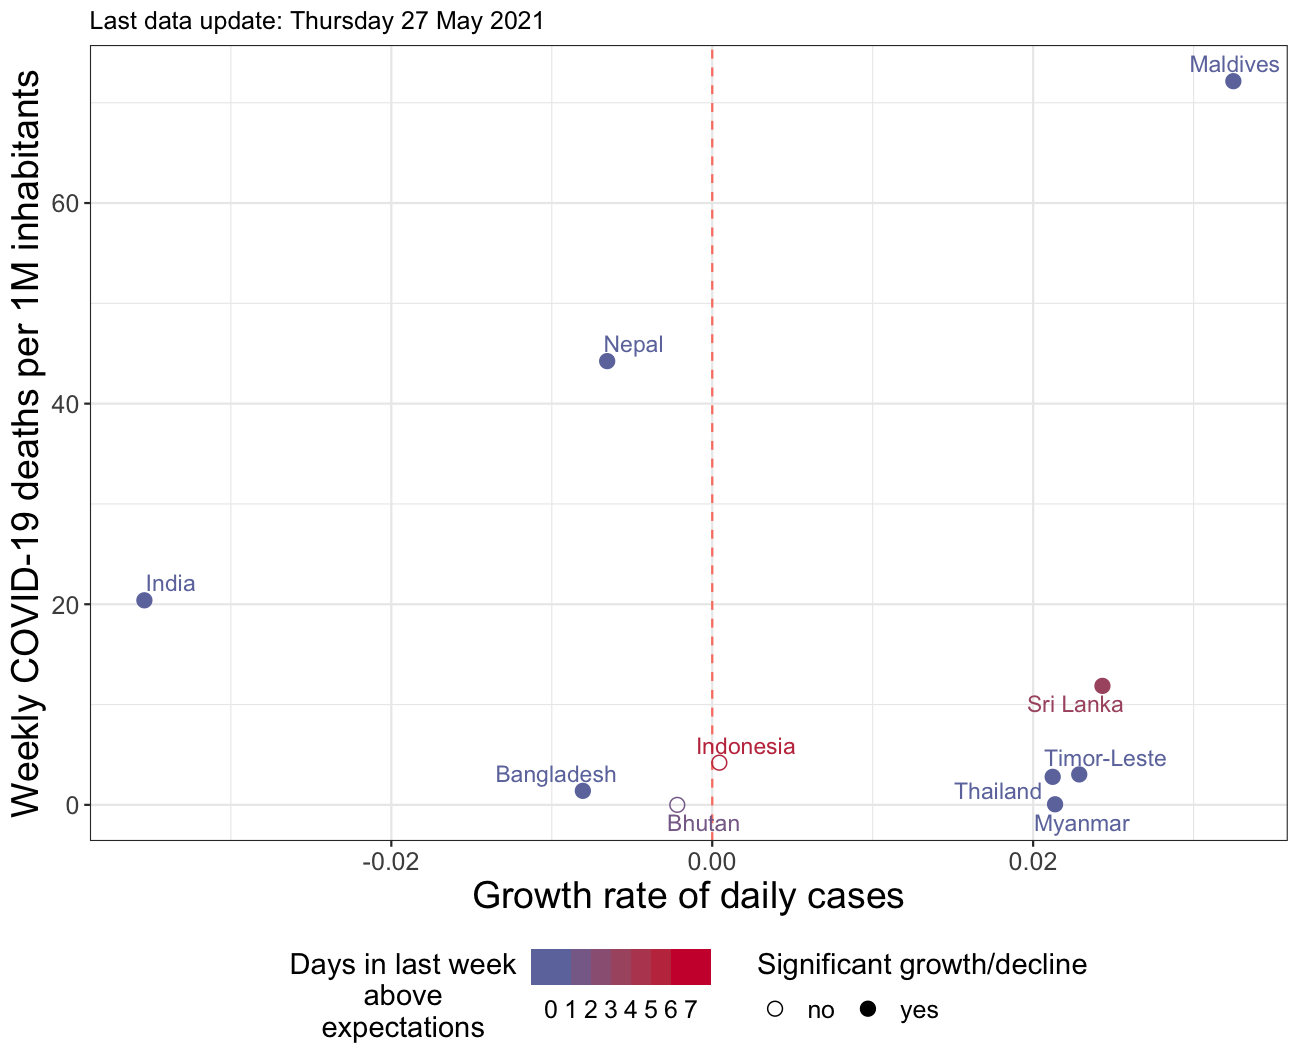 Last data update: Thursday 27 May 2021
Weekly COVID-19 deaths per 1M inhabitants
60
40
20
0
Maldives
Nepal
India
Sri Lanka
Indonesia
Timor-Leste
Bangladesh
Thailand
Bhutan
Myanmar
-0.02 0.00 0.02
Growth rate of daily cases
Days in last week
above
expectations
0 1 2 3 4 5 6 7
Significant growth/decline
no yes